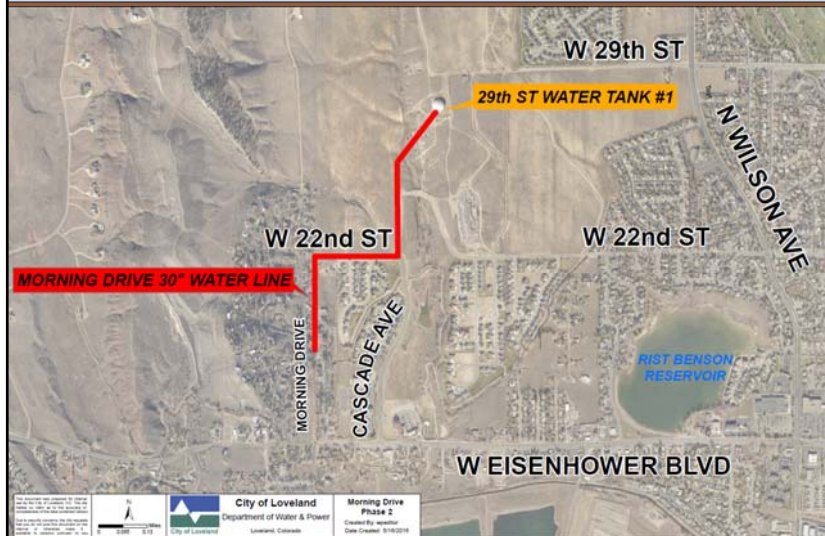 W 29th ST
29th ST WATER TANK #1
N WILSON AVE
W 22nd ST
W 22nd ST
MORNING DRIVE 30" WATER LINE
MORNING DRIVE
CASCADE AVE
RIST BENSON
RESERVOIR
W EISENHOWER BLVD
N
Miles
City of Loveland
City of Loveland
Department of Water & Power
Loveland, Colorado
Morning Drive
Phase 2